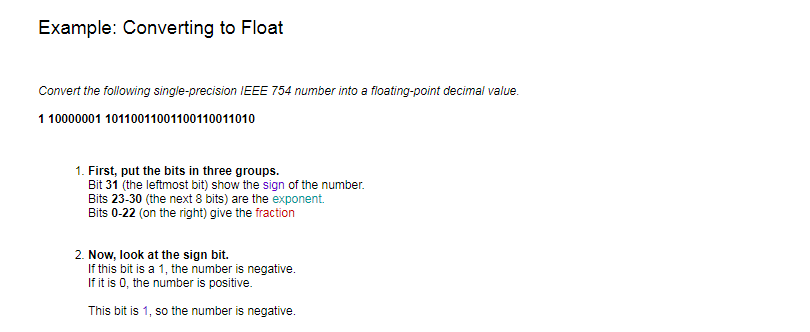 Example: Converting to Float
Convert the following single-precision IEEE 754 number into a floating-point decimal value.
1 10000001 10110011001100110011010
1. First, put the bits in three groups.
Bit 31 (the leftmost bit) show the sign of the number.
Bits 23-30 (the next 8 bits) are the exponent.
Bits 0-22 (on the right) give the fraction
2. Now, look at the sign bit.
If this bit is a 1, the number is negative.
If it is 0, the number is positive.
This bit is 1, so the number is negative.